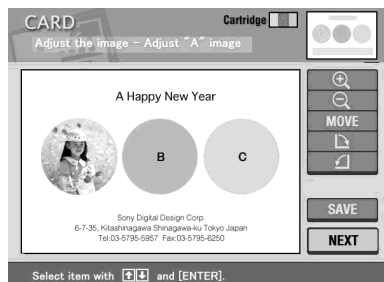 CARD
Cartridge
Adjust the image - Adjust "A" image
A Happy New Year
B
C
Sony Digital Design Corp.
6-7-35, Kitashinagawa Shinagawa-ku Tokyo Japan
Tel:03-5795-5957 Fax:03-5795-6250
MOVE
SAVE
NEXT
Select item with and [ENTER].